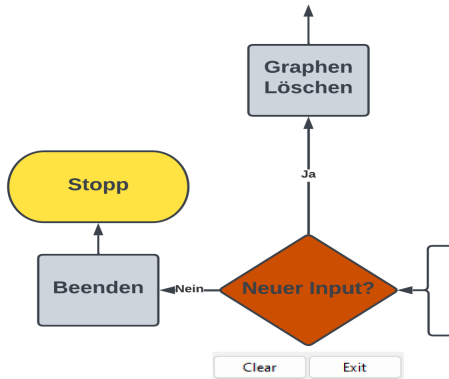 Graphen
Löschen
Ja
Stopp
Beenden
Nein
Neuer Input?
Clear
Exit